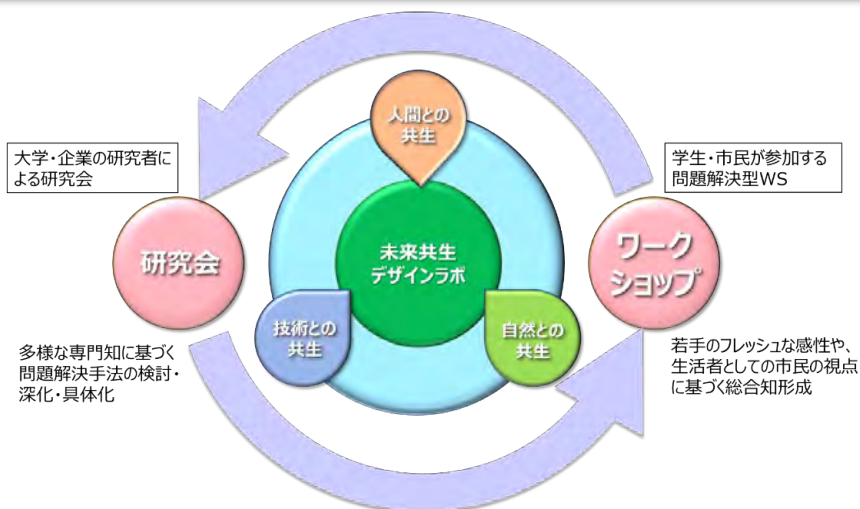 人間との
共生
大学・企業の研究者に
よる研究会
学生・市民が参加する
問題解決型WS
研究会
未来共生
デザインラボ
ワーク
ショップ
技術との
共生
自然との
共生
多様な専門知に基づく
問題解決手法の検討・
深化・具体化
若手のフレッシュな感性や、
生活者としての市民の視点
に基づく総合知形成